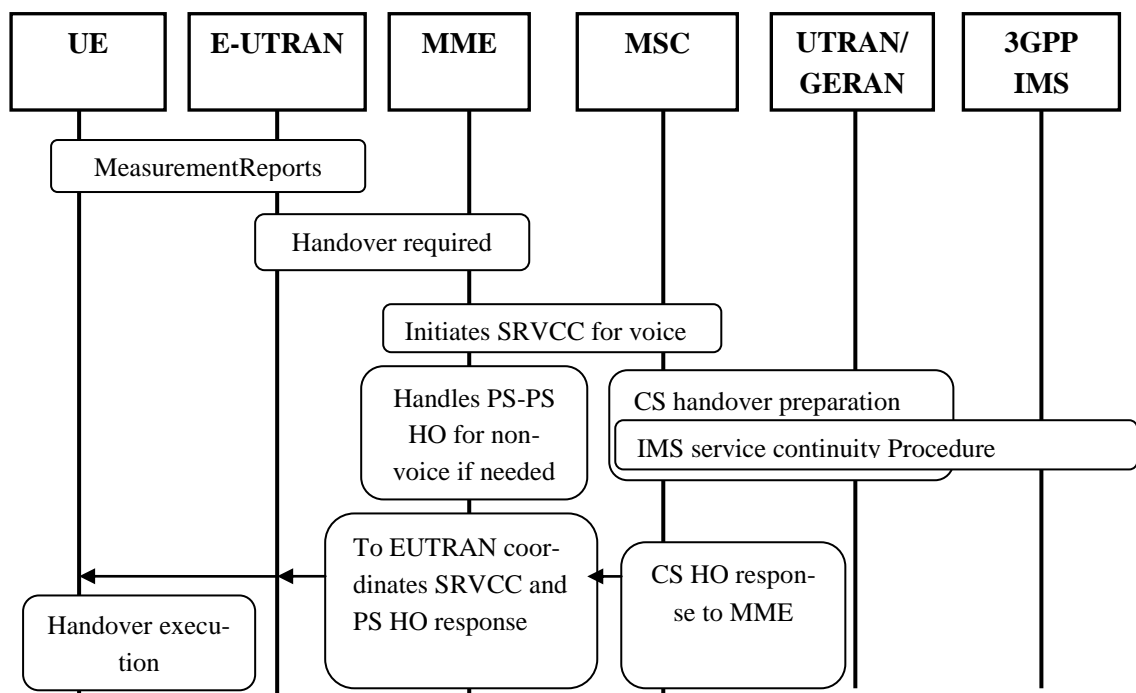 UE
E-UTRAN
MME
MSC
UTRAN/
GERAN
3GPP
IMS
MeasurementReports
Handover required
Initiates SRVCC for voice
Handles PS-PS
HO for non-
voice if needed
CS handover preparation
IMS service continuity Procedure
To EUTRAN coor-
dinates SRVCC and
PS HO response
CS HO respon-
se to MME
Handover execu-
tion